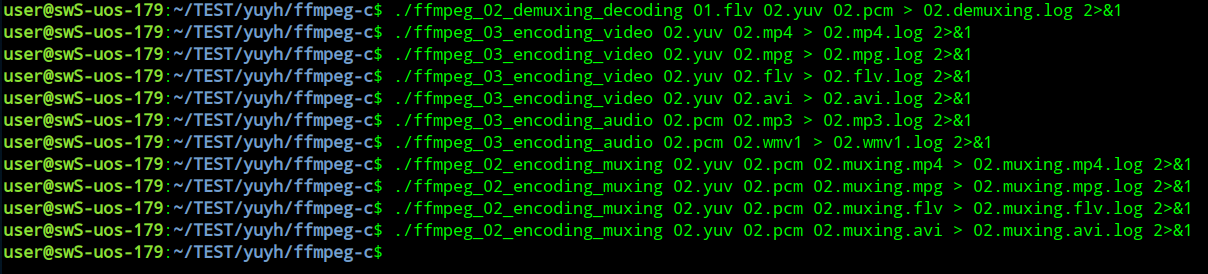 user@swS-uos-179:~/TEST/yuyh/ffmpeg-c$ ./ffmpeg_02_demuxing_decoding 01.flv 02.yuv 02.pcm > 02.demuxing.log 2>&1
user@swS-uos-179:~/TEST/yuyh/ffmpeg-c$ ./ffmpeg_03_encoding_video 02.yuv 02.mp4 > 02.mp4.log 2>&1
user@swS-uos-179:~/TEST/yuyh/ffmpeg-c$ ./ffmpeg_03_encoding_video 02.yuv 02.mpg > 02.mpg.log 2>&1
user@swS-uos-179:~/TEST/yuyh/ffmpeg-c$ ./ffmpeg_03_encoding_video 02.yuv 02.flv > 02.flv.log 2>&1
user@swS-uos-179:~/TEST/yuyh/ffmpeg-c$ ./ffmpeg_03_encoding_video 02.yuv 02.avi > 02.avi.log 2>&1
user@swS-uos-179:~/TEST/yuyh/ffmpeg-c$ ./ffmpeg_03_encoding_audio 02.pcm 02.mp3 > 02.mp3.log 2>&1
user@swS-uos-179:~/TEST/yuyh/ffmpeg-c$ ./ffmpeg_03_encoding_audio 02.pcm 02.wmv1 > 02.wmv1.log 2>&1
user@swS-uos-179:~/TEST/yuyh/ffmpeg-c$ ./ffmpeg_02_encoding_muxing 02.yuv 02.pcm 02.muxing.mp4 > 02.muxing.mp4.log 2>&1
user@swS-uos-179:~/TEST/yuyh/ffmpeg-c$ ./ffmpeg_02_encoding_muxing 02.yuv 02.pcm 02.muxing.mpg > 02.muxing.mpg.log 2>&1
user@swS-uos-179:~/TEST/yuyh/ffmpeg-c$ ./ffmpeg_02_encoding_muxing 02.yuv 02.pcm 02.muxing.flv > 02.muxing.flv.log 2>&1
user@swS-uos-179:~/TEST/yuyh/ffmpeg-c$ ./ffmpeg_02_encoding_muxing 02.yuv 02.pcm 02.muxing.avi > 02.muxing.avi.log 2>&1
user@swS-uos-179:~/TEST/yuyh/ffmpeg-c$